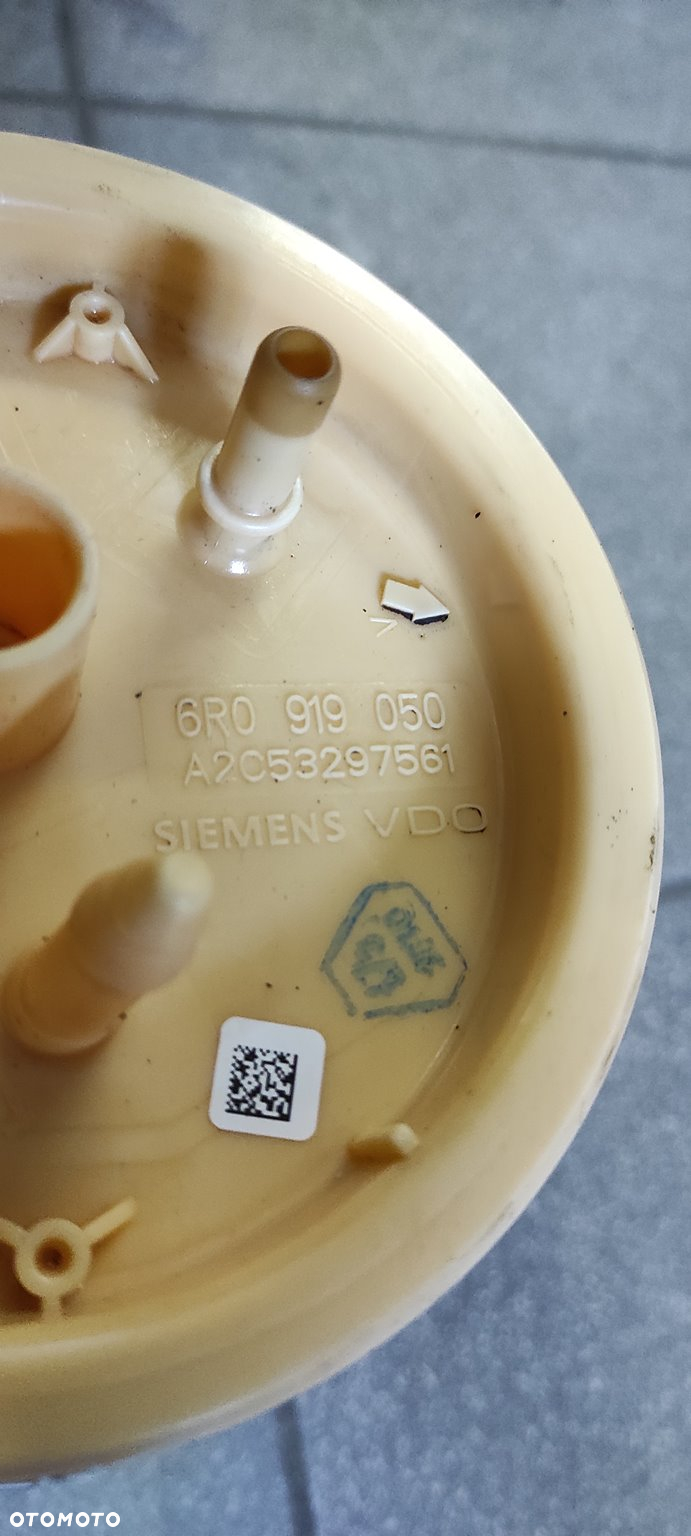 6R0 919 050
A2C53297561
SIEMENS VDO
OTOMOTO